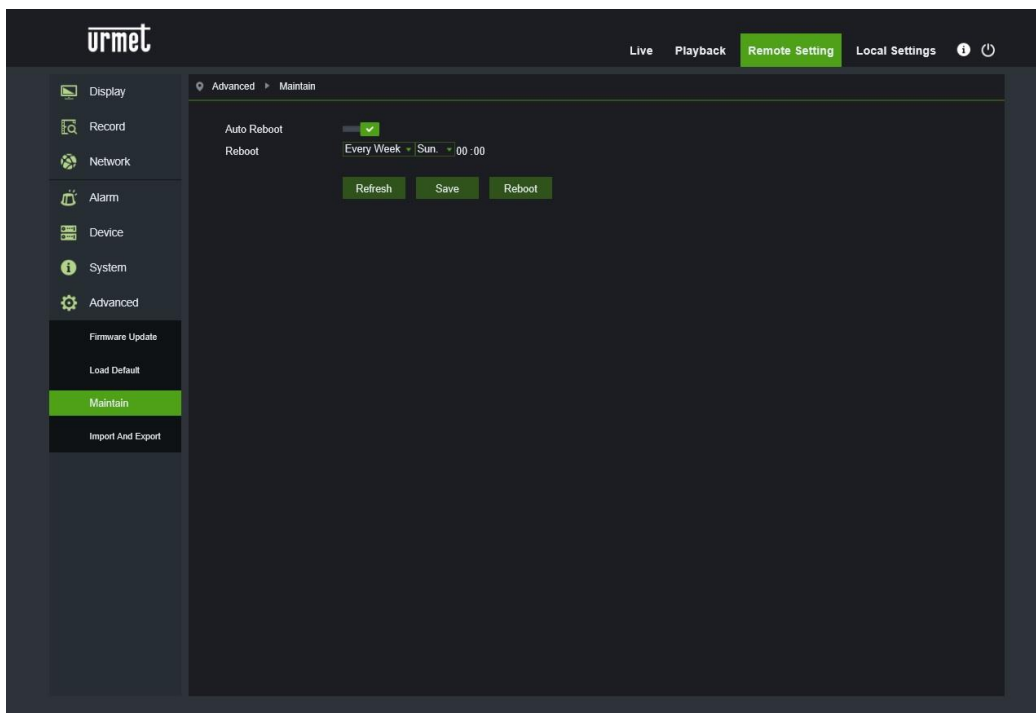 urmet
Live Playback Remote Setting Local Settings
Display
Record
Network
Alarm
Device
System
Advanced
Firmware Update
Load Default
Maintain
Import And Export
Advanced Maintain
Auto Reboot
Reboot Every Week Sun. 00 :00
Refresh Save Reboot